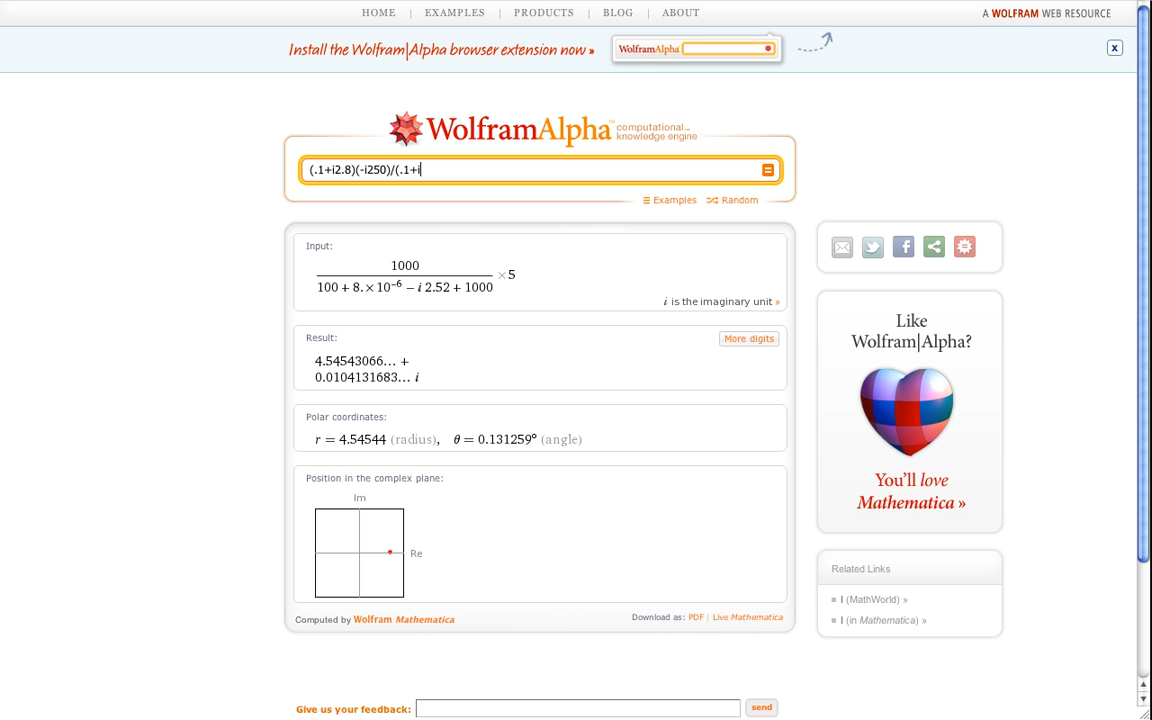 HOME | EXAMPLES | PRODUCTS | BLOG | ABOUT
A WOLFRAM WEB RESOURCE
Install the Wolfram|Alpha browser extension now »
WolframAlpha
x
WolframAlpha™ computational... knowledge engine
(.1+i2.8)(-i250)/(.1+i
Examples Random
Input:
1000
100 + 8.×10⁻⁶ − i 2.52 + 1000
×5
i is the imaginary unit »
Result:
More digits
4.54543066... +
0.0104131683... i
Polar coordinates:
r = 4.54544 (radius), θ = 0.131259° (angle)
Position in the complex plane:
Im
Re
Computed by Wolfram Mathematica
Download as: PDF | Live Mathematica
Like
Wolfram|Alpha?
You'll love
Mathematica »
Related Links
I (MathWorld) »
I (in Mathematica) »
Give us your feedback:
send